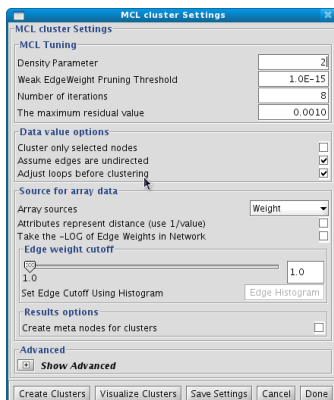 MCL cluster Settings
MCL cluster Settings
MCL Tuning
Density Parameter 2
Weak EdgeWeight Pruning Threshold 1.0E-15
Number of iterations 8
The maximum residual value 0.0010
Data value options
Cluster only selected nodes
Assume edges are undirected
Adjust loops before clustering
Source for array data
Array sources Weight
Attributes represent distance (use 1/value)
Take the -LOG of Edge Weights in Network
Edge weight cutoff
1.0 1.0
Set Edge Cutoff Using Histogram Edge Histogram
Results options
Create meta nodes for clusters
Advanced
Show Advanced
Create Clusters Visualize Clusters Save Settings Cancel Done